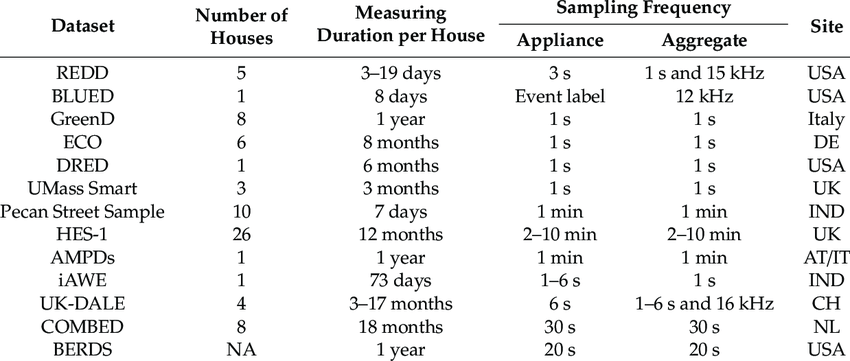 Dataset Number of Houses Measuring Duration per House Sampling Frequency Site
Appliance Aggregate
REDD 5 3–19 days 3 s 1 s and 15 kHz USA
BLUED 1 8 days Event label 12 kHz USA
GreenD 8 1 year 1 s 1 s Italy
ECO 6 8 months 1 s 1 s DE
DRED 1 6 months 1 s 1 s USA
UMass Smart 3 3 months 1 s 1 s UK
Pecan Street Sample 10 7 days 1 min 1 min IND
HES-1 26 12 months 2–10 min 2–10 min UK
AMPDs 1 1 year 1 min 1 min AT/IT
iAWE 1 73 days 1–6 s 1 s IND
UK-DALE 4 3–17 months 6 s 1–6 s and 16 kHz CH
COMBED 8 18 months 30 s 30 s NL
BERDS NA 1 year 20 s 20 s USA